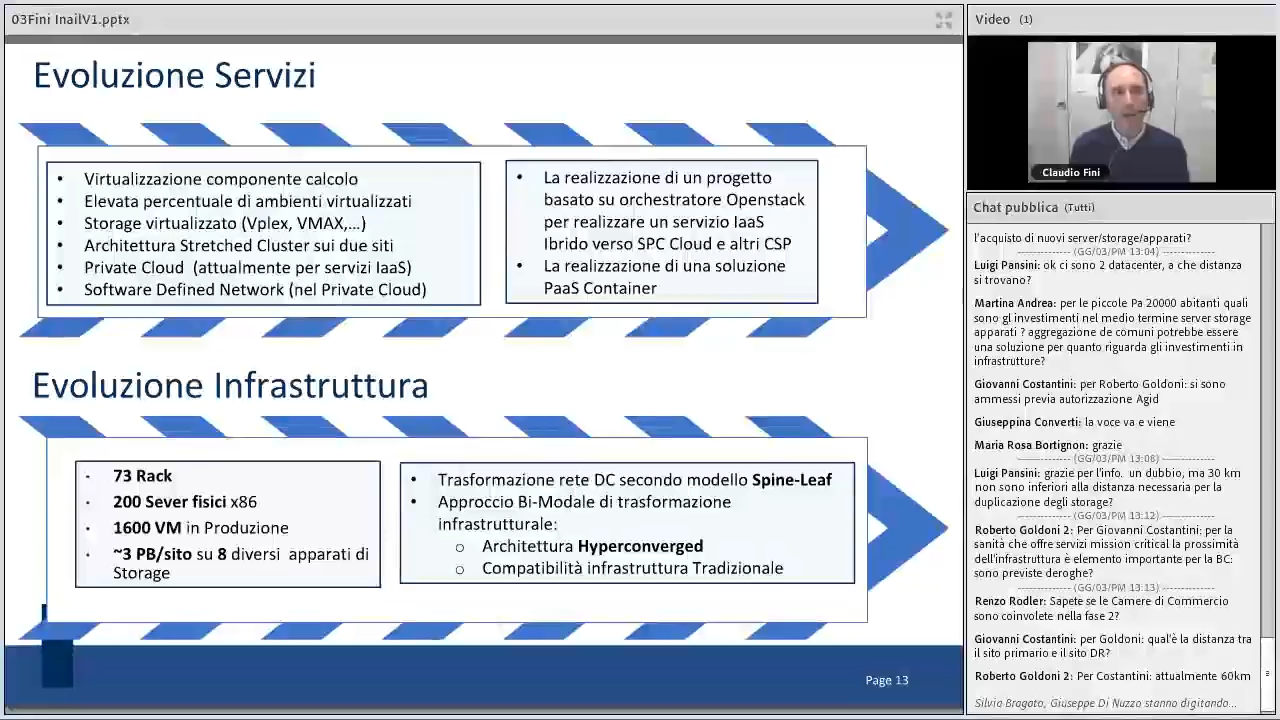 03Fini InailV1.pptx
Evoluzione Servizi
• Virtualizzazione componente calcolo
• Elevata percentuale di ambienti virtualizzati
• Storage virtualizzato (Vplex, VMAX,...)
• Architettura Stretched Cluster sui due siti
• Private Cloud (attualmente per servizi IaaS)
• Software Defined Network (nel Private Cloud)
• La realizzazione di un progetto
basato su orchestratore Openstack
per realizzare un servizio IaaS
Ibrido verso SPC Cloud e altri CSP
• La realizzazione di una soluzione
PaaS Container
Evoluzione Infrastruttura
• 73 Rack
• 200 Sever fisici x86
• 1600 VM in Produzione
• ~3 PB/sito su 8 diversi apparati di
Storage
• Trasformazione rete DC secondo modello Spine-Leaf
• Approccio Bi-Modale di trasformazione
infrastrutturale:
o Architettura Hyperconverged
o Compatibilità infrastruttura Tradizionale
Page 13
Video (1)
Claudio Fini
Chat pubblica (Tutti)
l'acquisto di nuovi server/storage/apparati?
(GG/03/PM 13:04)
Luigi Pansini: ok ci sono 2 datacenter, a che distanza
si trovano?
Martina Andrea: per le piccole Pa 20000 abitanti quali
sono gl investimenti nel medio termine server storage
apparati ? aggregazione de comuni potrebbe essere
una soluzione per quanto riguarda gli investimenti in
infrastrutture?
Giovanni Costantini: per Roberto Goldoni: si sono
ammessi previa autorizzazione Agid
Giuseppina Converti: la voce va e viene
Maria Rosa Bortignon: grazie
(GG/03/PM 13:08)
Luigi Pansini: grazie per l'info. un dubbio, ma 30 km
non sono inferiori alla distanza necessaria per la
duplicazione degli storage?
(GG/03/PM 13:12)
Roberto Goldoni 2: Per Giovanni Costantini: per la
sanità che offre servizi mission critical la prossimità
dell'infrastruttura è elemento importante per la BC:
sono previste deroghe?
(GG/03/PM 13:13)
Renzo Rodler: Sapete se le Camere di Commercio
sono coinvolete nella fase 2?
Giovanni Costantini: per Goldoni: qual'è la distanza tra
il sito primario e il sito DR?
Roberto Goldoni 2: Per Costantini: attualmente 60km
Silvio Bragato, Giuseppe Di Nuzzo stanno digitando...